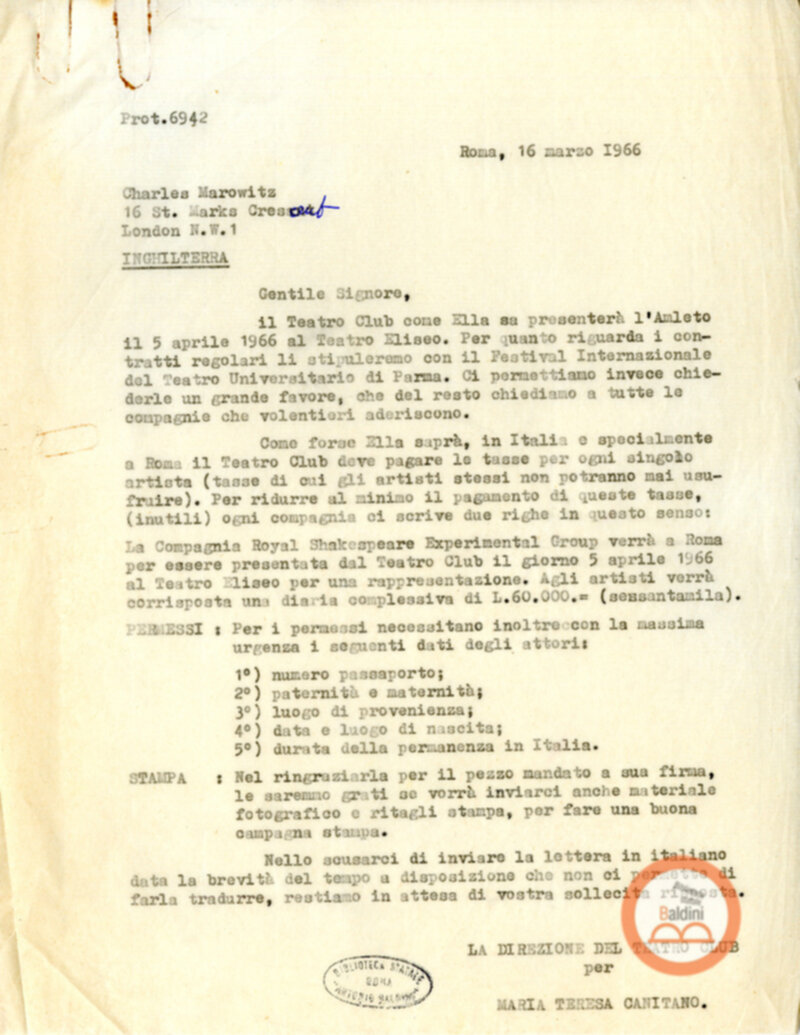 Prot.6942
Roma, 16 marzo 1966
Charles Marowitz
16 St. Marks Crescent
London N.W.1
INGHILTERRA
Gentile Signore,
il Teatro Club come Ella sa presenterà l'Amleto
il 5 aprile 1966 al Teatro Eliseo. Per quanto riguarda i con-
tratti regolari li stipuleremo con il Festival Internazionale
del Teatro Universitario di Parma. Ci permettiamo invece chie-
derle un grande favore, che del resto chiediamo a tutte le
compagnie che volentieri aderiscono.
Come forse Ella saprà, in Italia e specialmente
a Roma il Teatro Club deve pagare le tasse per ogni singolo
artista (tasse di cui gli artisti stessi non potranno mai usu-
fruire). Per ridurre al minimo il pagamento di queste tasse,
(inutili) ogni compagnia ci scrive due righe in questo senso:
La Compagnia Royal Shakespeare Experimental Group verrà a Roma
per essere presentata dal Teatro Club il giorno 5 aprile 1966
al Teatro Eliseo per una rappresentazione. Agli artisti verrà
corrisposta una diaria complessiva di L.60.000.= (sessantamila).
PERMESSI : Per i permessi necessitano inoltre con la massima
urgenza i seguenti dati degli attori:
1°) numero passaporto;
2°) paternità e maternità;
3°) luogo di provenienza;
4°) data e luogo di nascita;
5°) durata della permanenza in Italia.
STAMPA : Nel ringraziarla per il pezzo mandato a sua firma,
le saremmo grati se vorrà inviarci anche materiale
fotografico e ritagli stampa, per fare una buona
campagna stampa.
Nello scusarci di inviare la lettera in italiano
data la brevità del tempo a disposizione che non ci permette di
farla tradurre, restiamo in attesa di vostra sollecita risposta.
Baldini
LA DIREZIONE DEL TEATRO CLUB
per
MARIA TERESA CANITANO.
BIBLIOTECA STATALE
ROMA
ANTONIO BALDINI